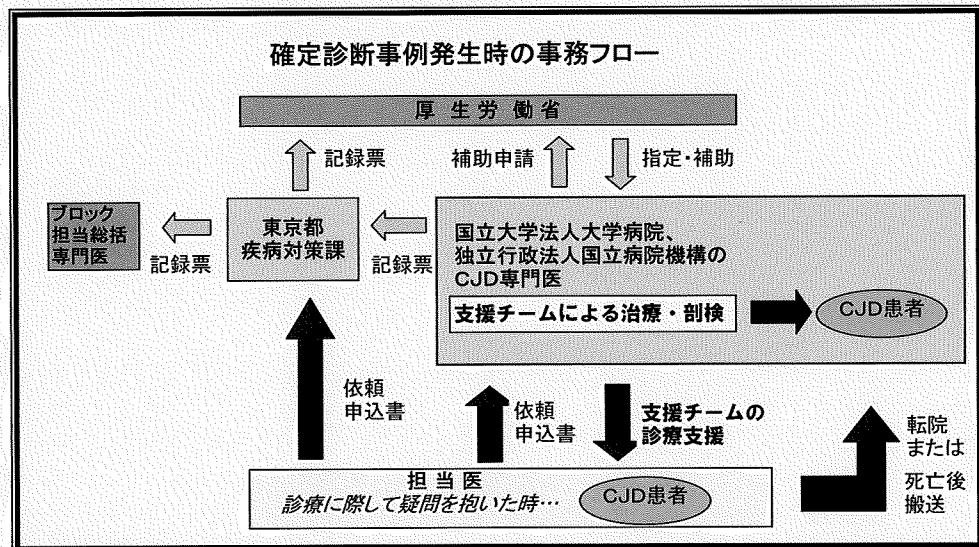 確定診断事例発生時の事務フロー
厚生労働省
記録票
補助申請
指定・補助
ブロック
担当総括
専門医
記録票
東京都
疾病対策課
記録票
国立大学法人大学病院、
独立行政法人国立病院機構の
CJD専門医
支援チームによる治療・剖検
CJD患者
依頼
申込書
依頼
申込書
支援チームの
診療支援
転院
または
死亡後
搬送
担当医
診療に際して疑問を抱いた時…
CJD患者